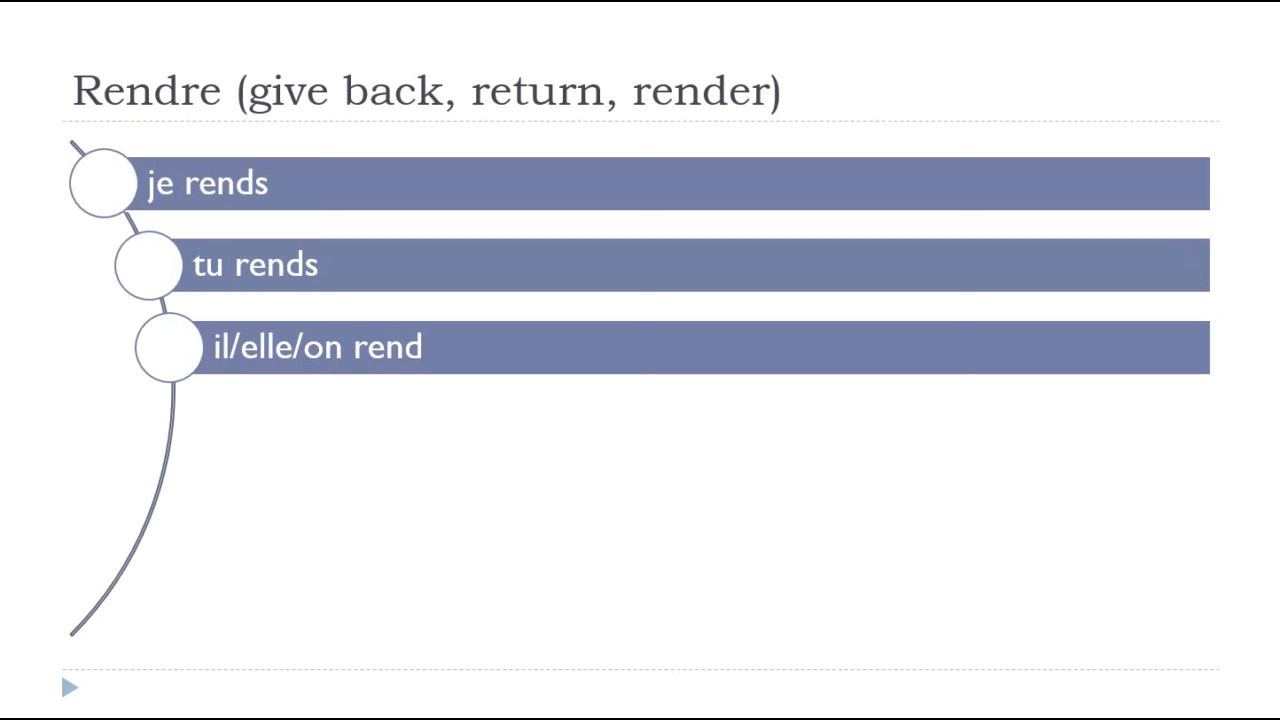 Rendre (give back, return, render)
je rends
tu rends
il/elle/on rend